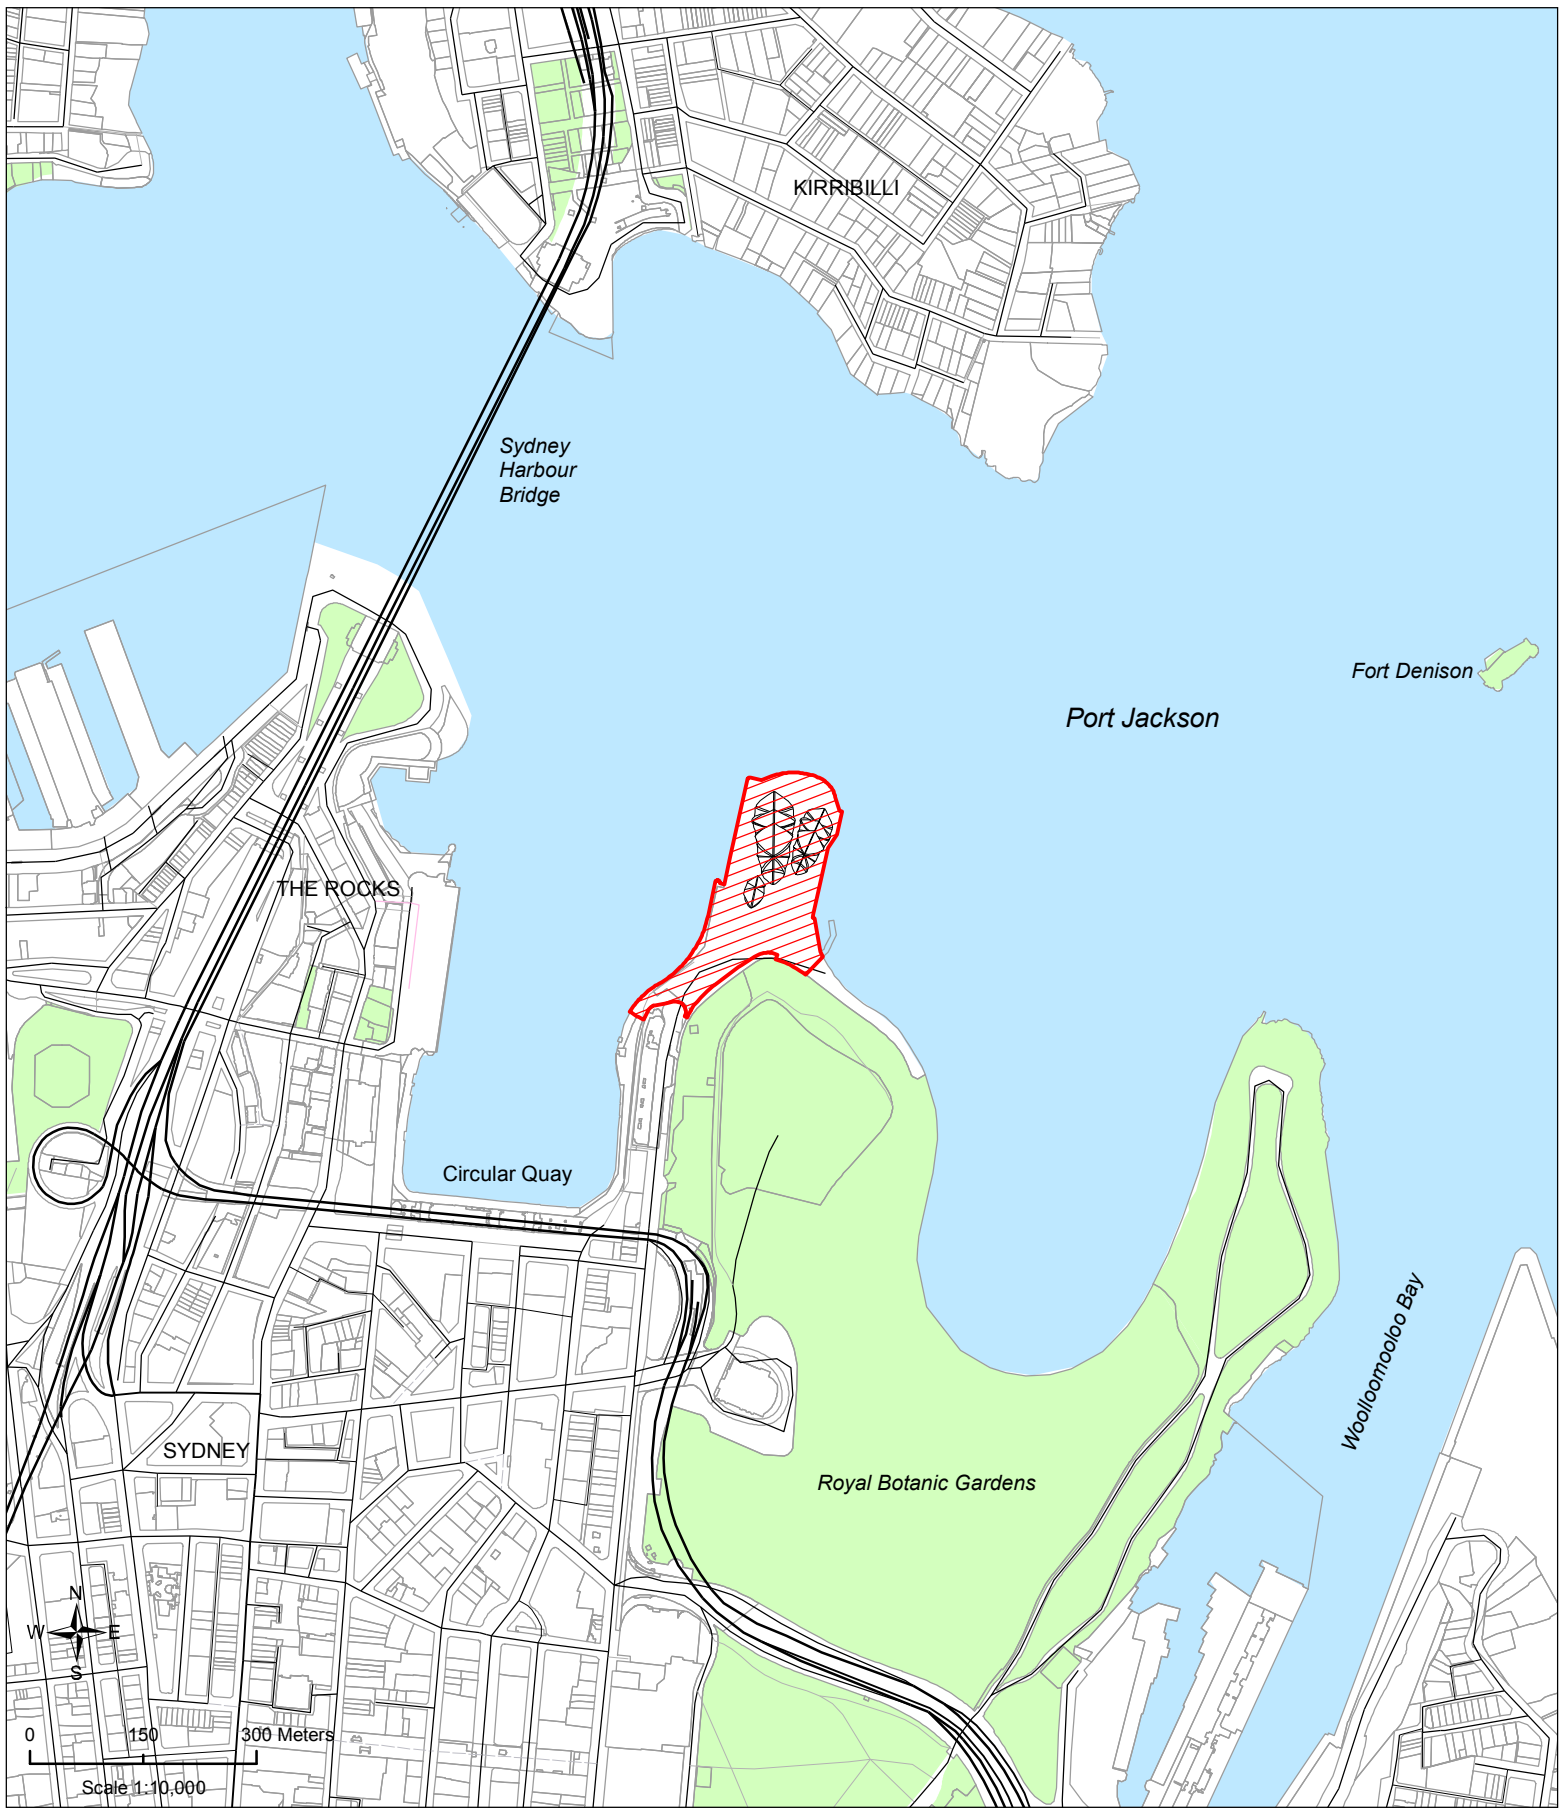 KIRRIBILLI
Sydney
Harbour
Bridge
Fort Denison
Port Jackson
THE ROCKS
Circular Quay
Woolloomooloo Bay
SYDNEY
Royal Botanic Gardens
N
W E
S
0 150 300 Meters
Scale 1:10,000